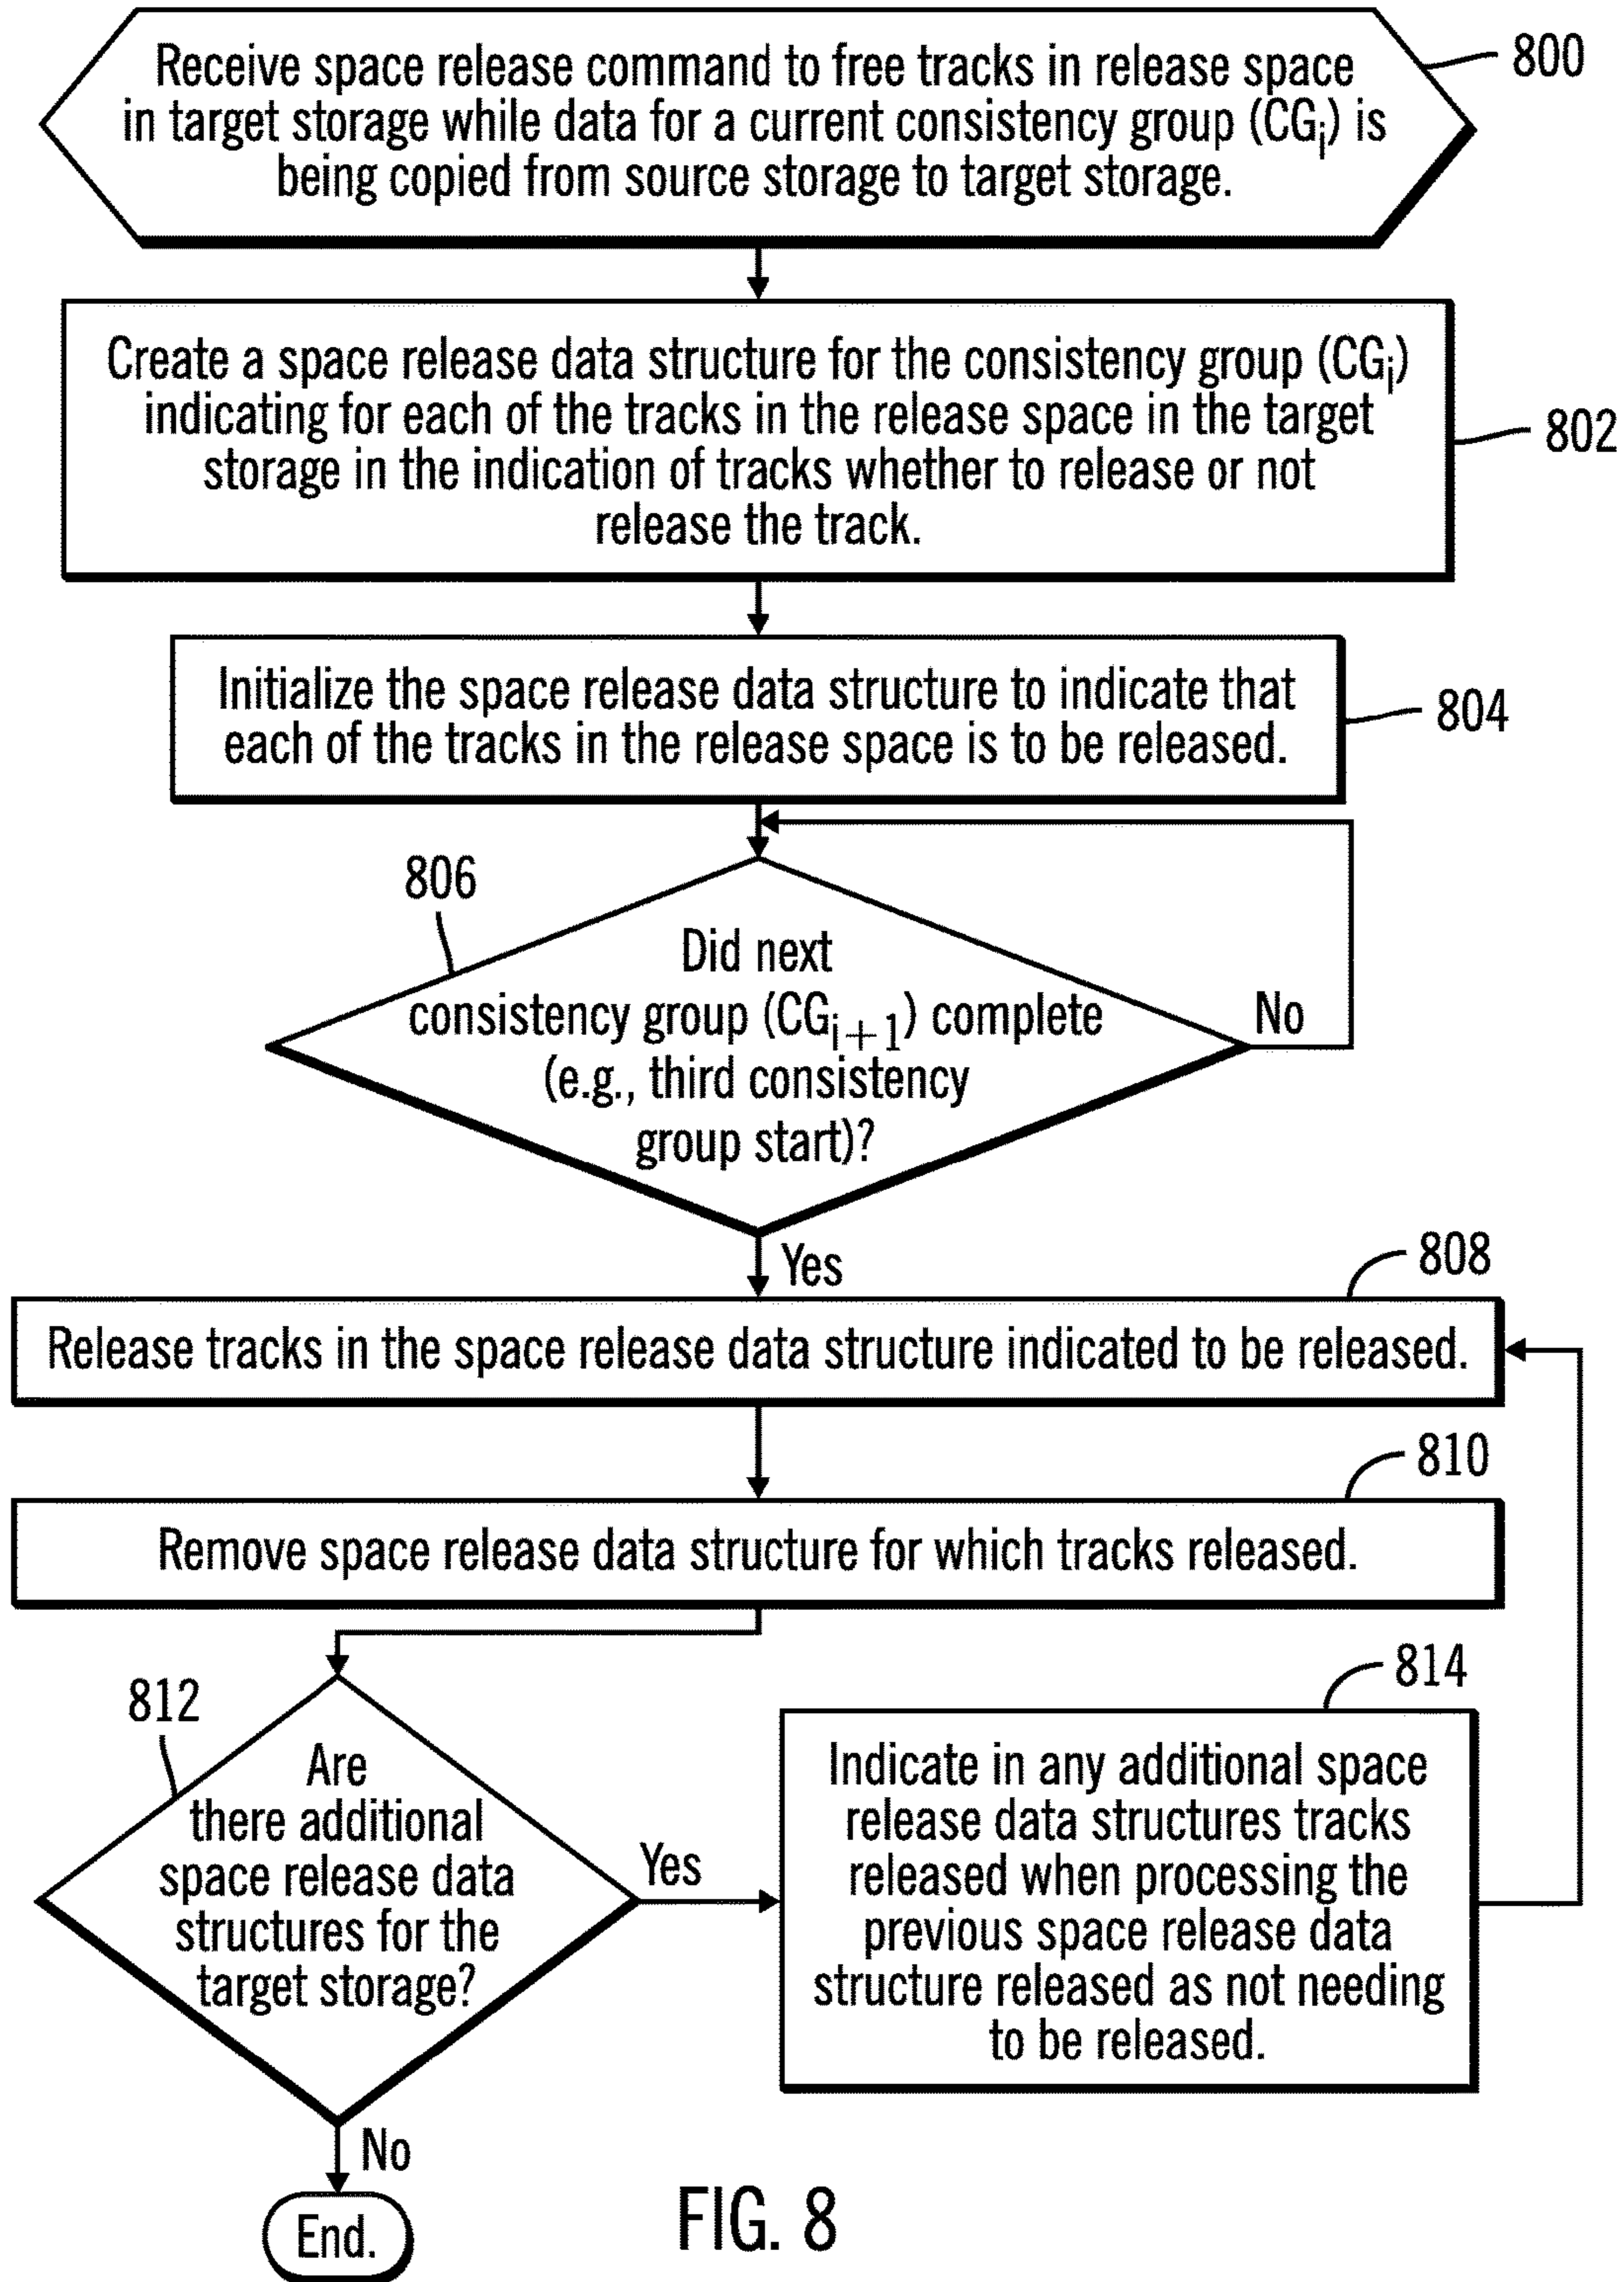 Receive space release command to free tracks in release space
in target storage while data for a current consistency group (CGi) is
being copied from source storage to target storage.
800
Create a space release data structure for the consistency group (CGi)
indicating for each of the tracks in the release space in the target
storage in the indication of tracks whether to release or not
release the track.
802
Initialize the space release data structure to indicate that
each of the tracks in the release space is to be released.
804
806
Did next
consistency group (CGi+1) complete
(e.g., third consistency
group start)?
No
Yes
808
Release tracks in the space release data structure indicated to be released.
810
Remove space release data structure for which tracks released.
812
Are
there additional
space release data
structures for the
target storage?
Yes
814
Indicate in any additional space
release data structures tracks
released when processing the
previous space release data
structure released as not needing
to be released.
No
End.
FIG. 8